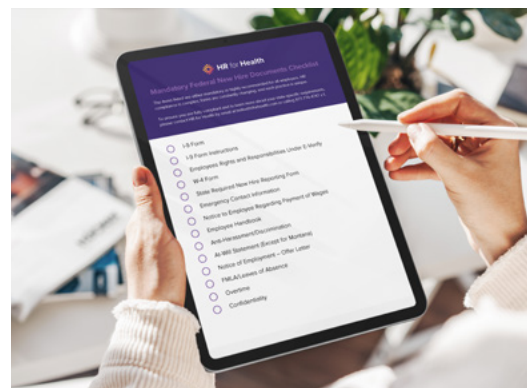 HR for Health
Mandatory Federal New Hire Documents Checklist
I-9 Form
I-9 Form Instructions
Employees Rights and Responsibilities Under E-Verify
W-4 Form
State Required New Hire Reporting Form
Emergency Contact Information
Notice to Employee Regarding Payment of Wages
Employee Handbook
Anti-Harassment/Discrimination
At-Will Statement (Except for Montana)
Notice of Employment – Offer Letter
FMLA/Leaves of Absence
Overtime
Confidentiality